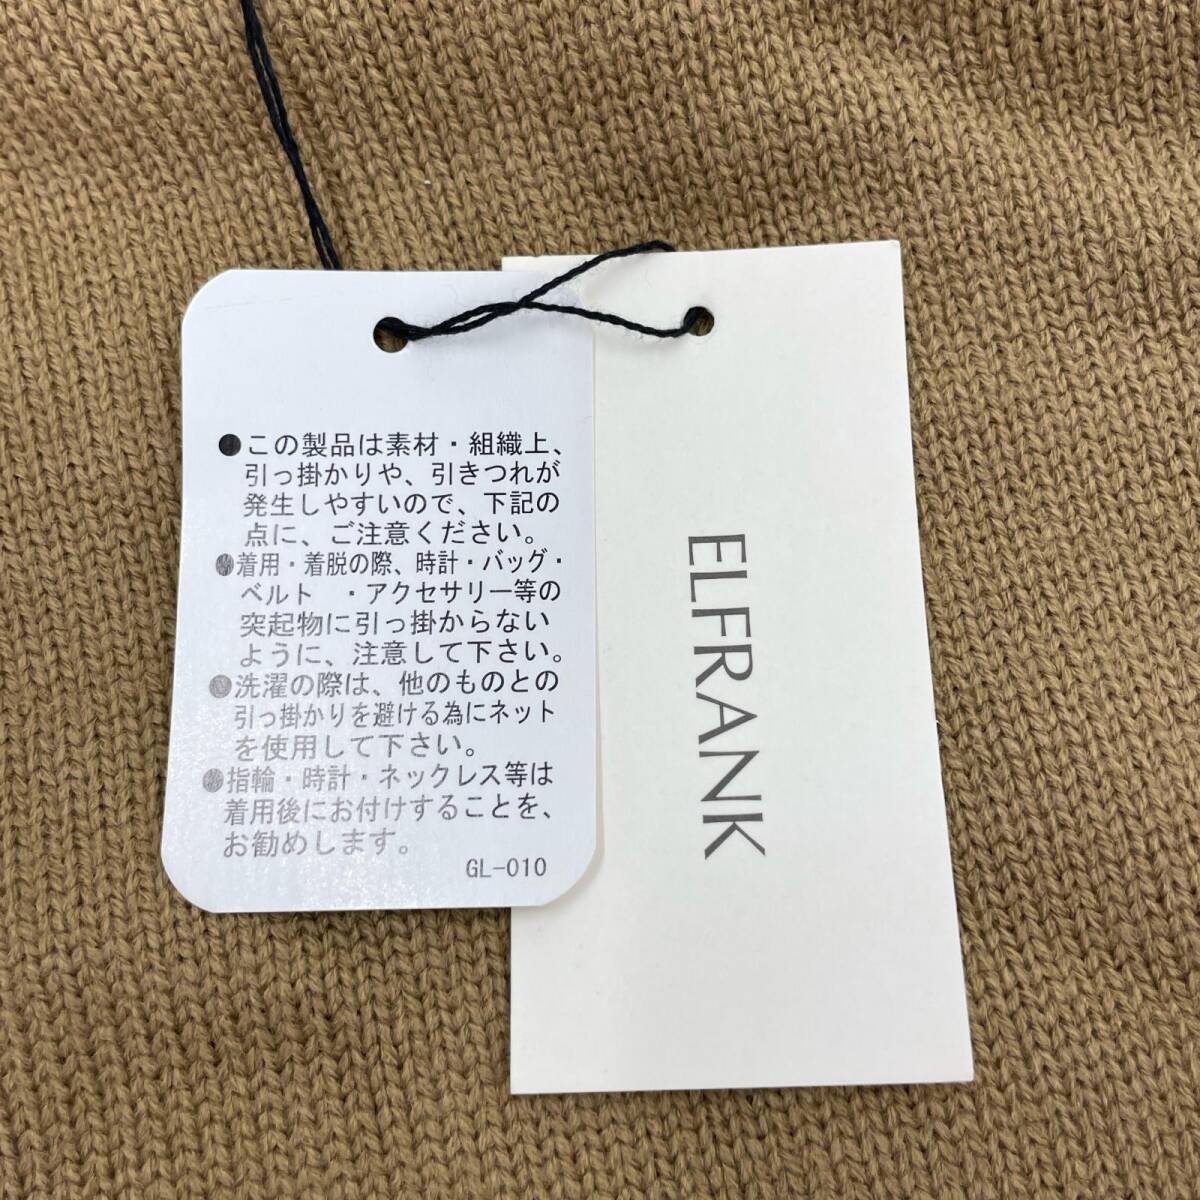 ●この製品は素材・組織上、
引っ掛かりや、引きつれが
発生しやすいので、下記の
点に、ご注意ください。
●着用・着脱の際、時計・バッグ・
ベルト ・アクセサリー等の
突起物に引っ掛からない
ように、注意して下さい。
●洗濯の際は、他のものとの
引っ掛かりを避ける為にネット
を使用して下さい。
●指輪・時計・ネックレス等は
着用後にお付けすることを、
お勧めします。
GL-010
ELFRANK